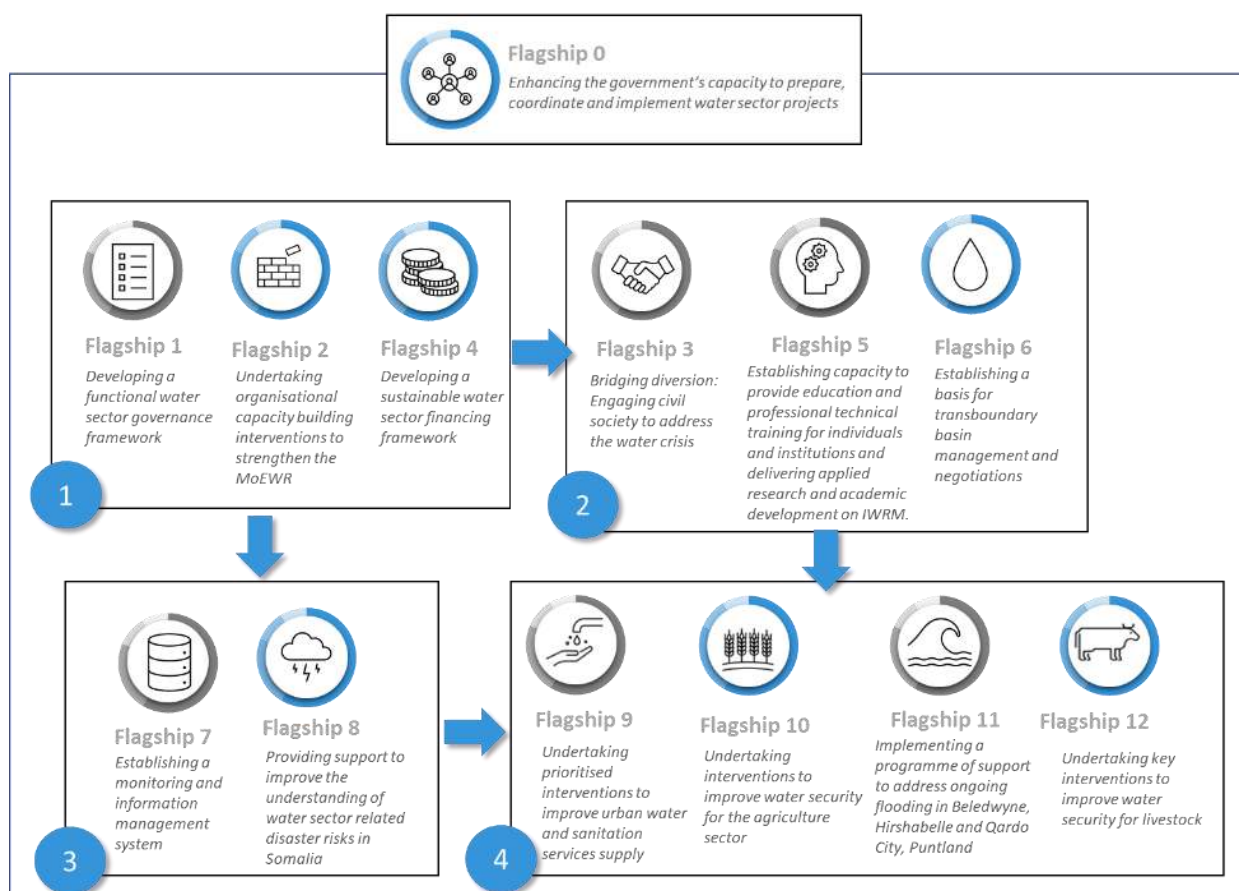 Flagship 0
Enhancing the government's capacity to prepare,
coordinate and implement water sector projects
Flagship 1
Developing a
functional water
sector governance
framework
Flagship 2
Undertaking
organisational
capacity building
interventions to
strengthen the
MoEWR
Flagship 4
Developing a
sustainable water
sector financing
framework
1
Flagship 3
Bridging diversion:
Engaging civil
society to address
the water crisis
Flagship 5
Establishing capacity to
provide education and
professional technical
training for individuals
and institutions and
delivering applied
research and academic
development on IWRM.
Flagship 6
Establishing a
basis for
transboundary
basin
management and
negotiations
2
Flagship 7
Establishing a
monitoring and
information
management
system
Flagship 8
Providing support to
improve the
understanding of
water sector related
disaster risks in
Somalia
3
Flagship 9
Undertaking
prioritised
interventions to
improve urban water
and sanitation
services supply
Flagship 10
Undertaking
interventions to
improve water security
for the agriculture
sector
Flagship 11
Implementing a
programme of support
to address ongoing
flooding in Beledwyne,
Hirshabelle and Qardo
City, Puntland
Flagship 12
Undertaking key
interventions to
improve water
security for livestock
4